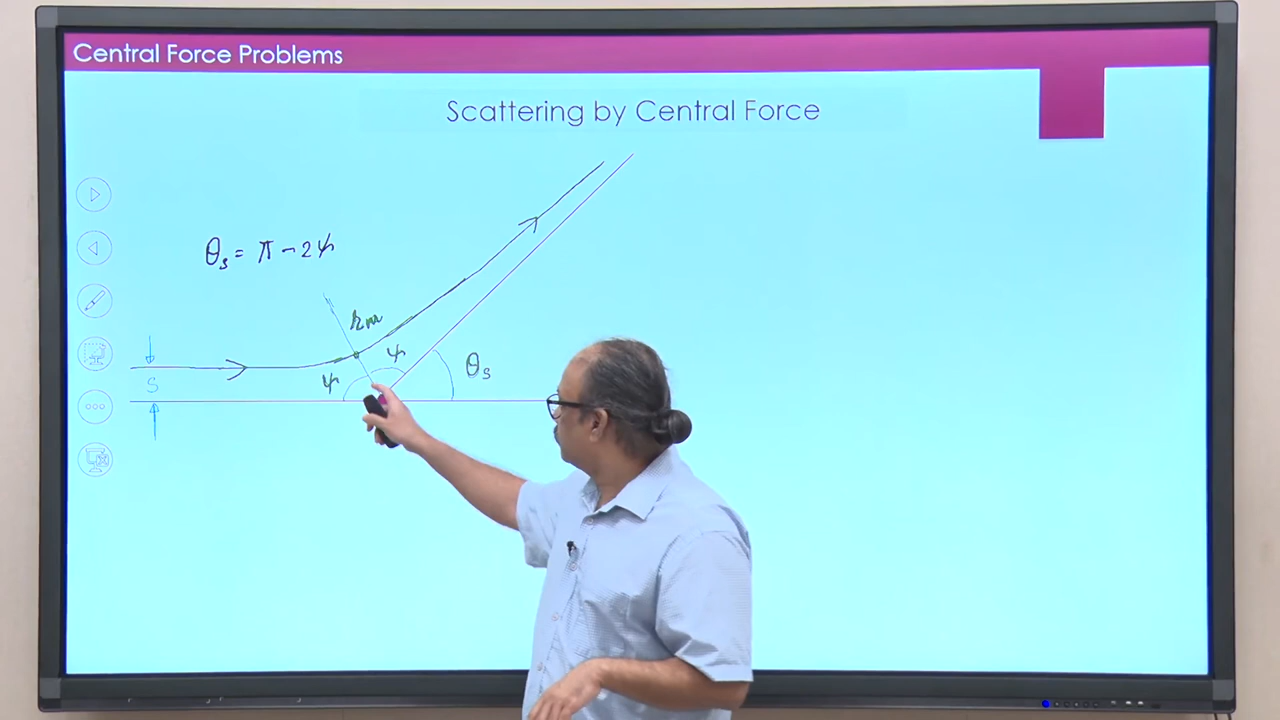 Central Force Problems
Scattering by Central Force
θₛ = π − 2ψ
rₘ
ψ
ψ
θₛ
s